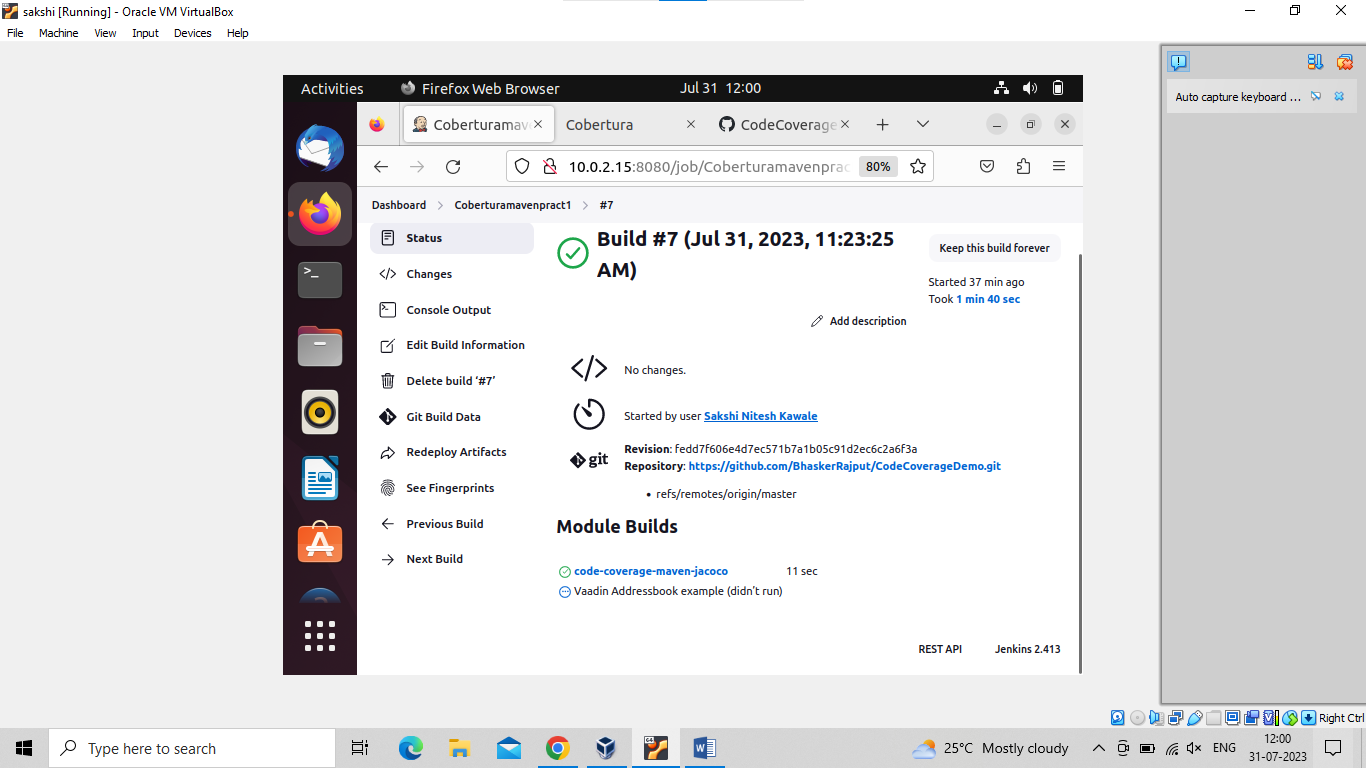 sakshi [Running] - Oracle VM VirtualBox
File Machine View Input Devices Help
Auto capture keyboard ...
Activities Firefox Web Browser Jul 31 12:00
Coberturamav Cobertura CodeCoverage
10.0.2.15:8080/job/Coberturamavenprac 80%
Dashboard Coberturamavenpract1 #7
Status
Changes
Console Output
Edit Build Information
Delete build ‘#7’
Git Build Data
Redeploy Artifacts
See Fingerprints
Previous Build
Next Build
Build #7 (Jul 31, 2023, 11:23:25
AM)
Keep this build forever
Started 37 min ago
Took 1 min 40 sec
Add description
No changes.
Started by user Sakshi Nitesh Kawale
git
Revision: fedd7f606e4d7ec571b7a1b05c91d2ec6c2a6f3a
Repository: https://github.com/BhaskerRajput/CodeCoverageDemo.git
• refs/remotes/origin/master
Module Builds
code-coverage-maven-jacoco 11 sec
Vaadin Addressbook example (didn’t run)
REST API Jenkins 2.413
Right Ctrl
Type here to search
25°C Mostly cloudy
ENG
12:00
31-07-2023